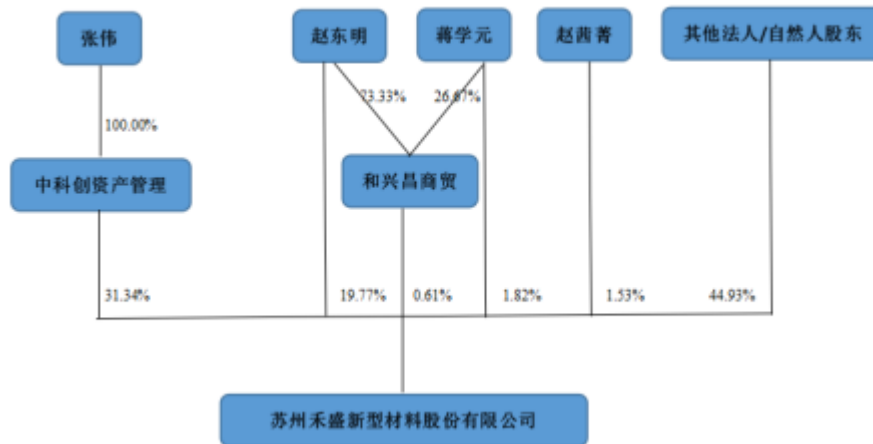 张伟
赵东明
蒋学元
赵茜菁
其他法人/自然人股东
73.33%
26.67%
100.00%
中科创资产管理
和兴昌商贸
31.34%
19.77%
0.61%
1.82%
1.53%
44.93%
苏州禾盛新型材料股份有限公司